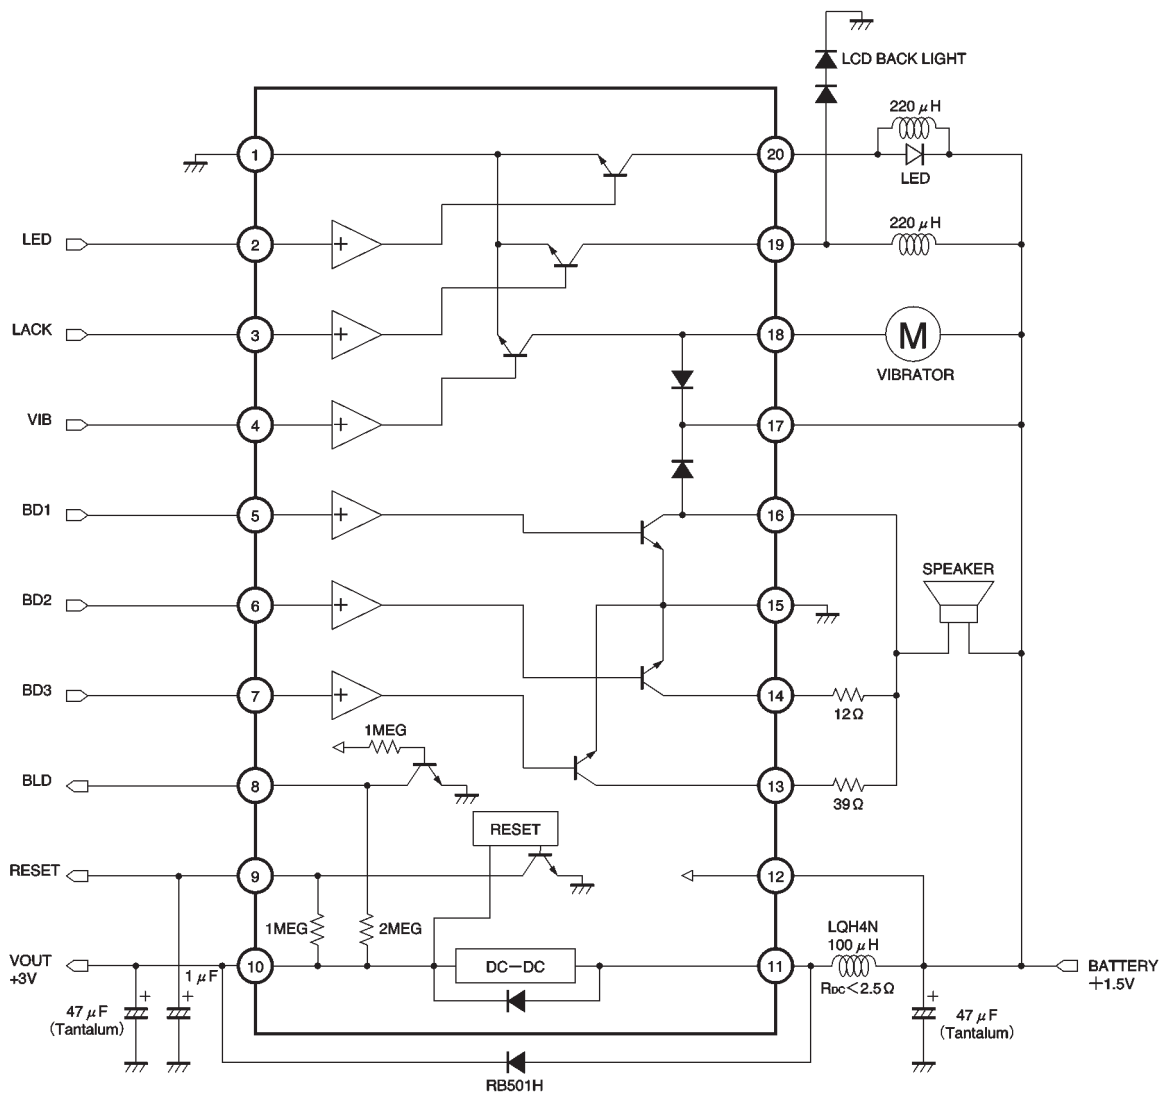 LCD BACK LIGHT
220 μH
1
20
LED
LED
2
+
19
220 μH
LACK
3
+
18
M
VIBRATOR
VIB
4
+
17
BD1
5
+
16
SPEAKER
BD2
6
+
15
BD3
7
+
14
12Ω
1MEG
BLD
8
13
39Ω
RESET
RESET
9
12
1MEG
2MEG
LQH4N
100 μH
VOUT
+3V
10
DC–DC
11
BATTERY
+1.5V
RDC<2.5Ω
1 μF
+
+
+
47 μF
(Tantalum)
47 μF
(Tantalum)
RB501H